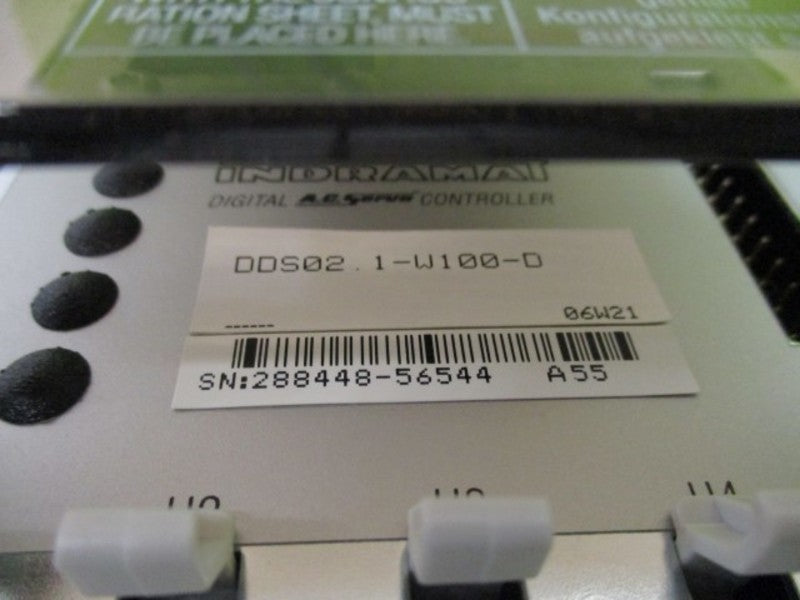 RATION SHEET, MUST
BE PLACED HERE.
Konfigurations
aufgeklebt
INDRAMAT
DIGITAL A.C. Servo CONTROLLER
DDS02.1-W100-D
06W21
SN:288448-56544 A55
U4